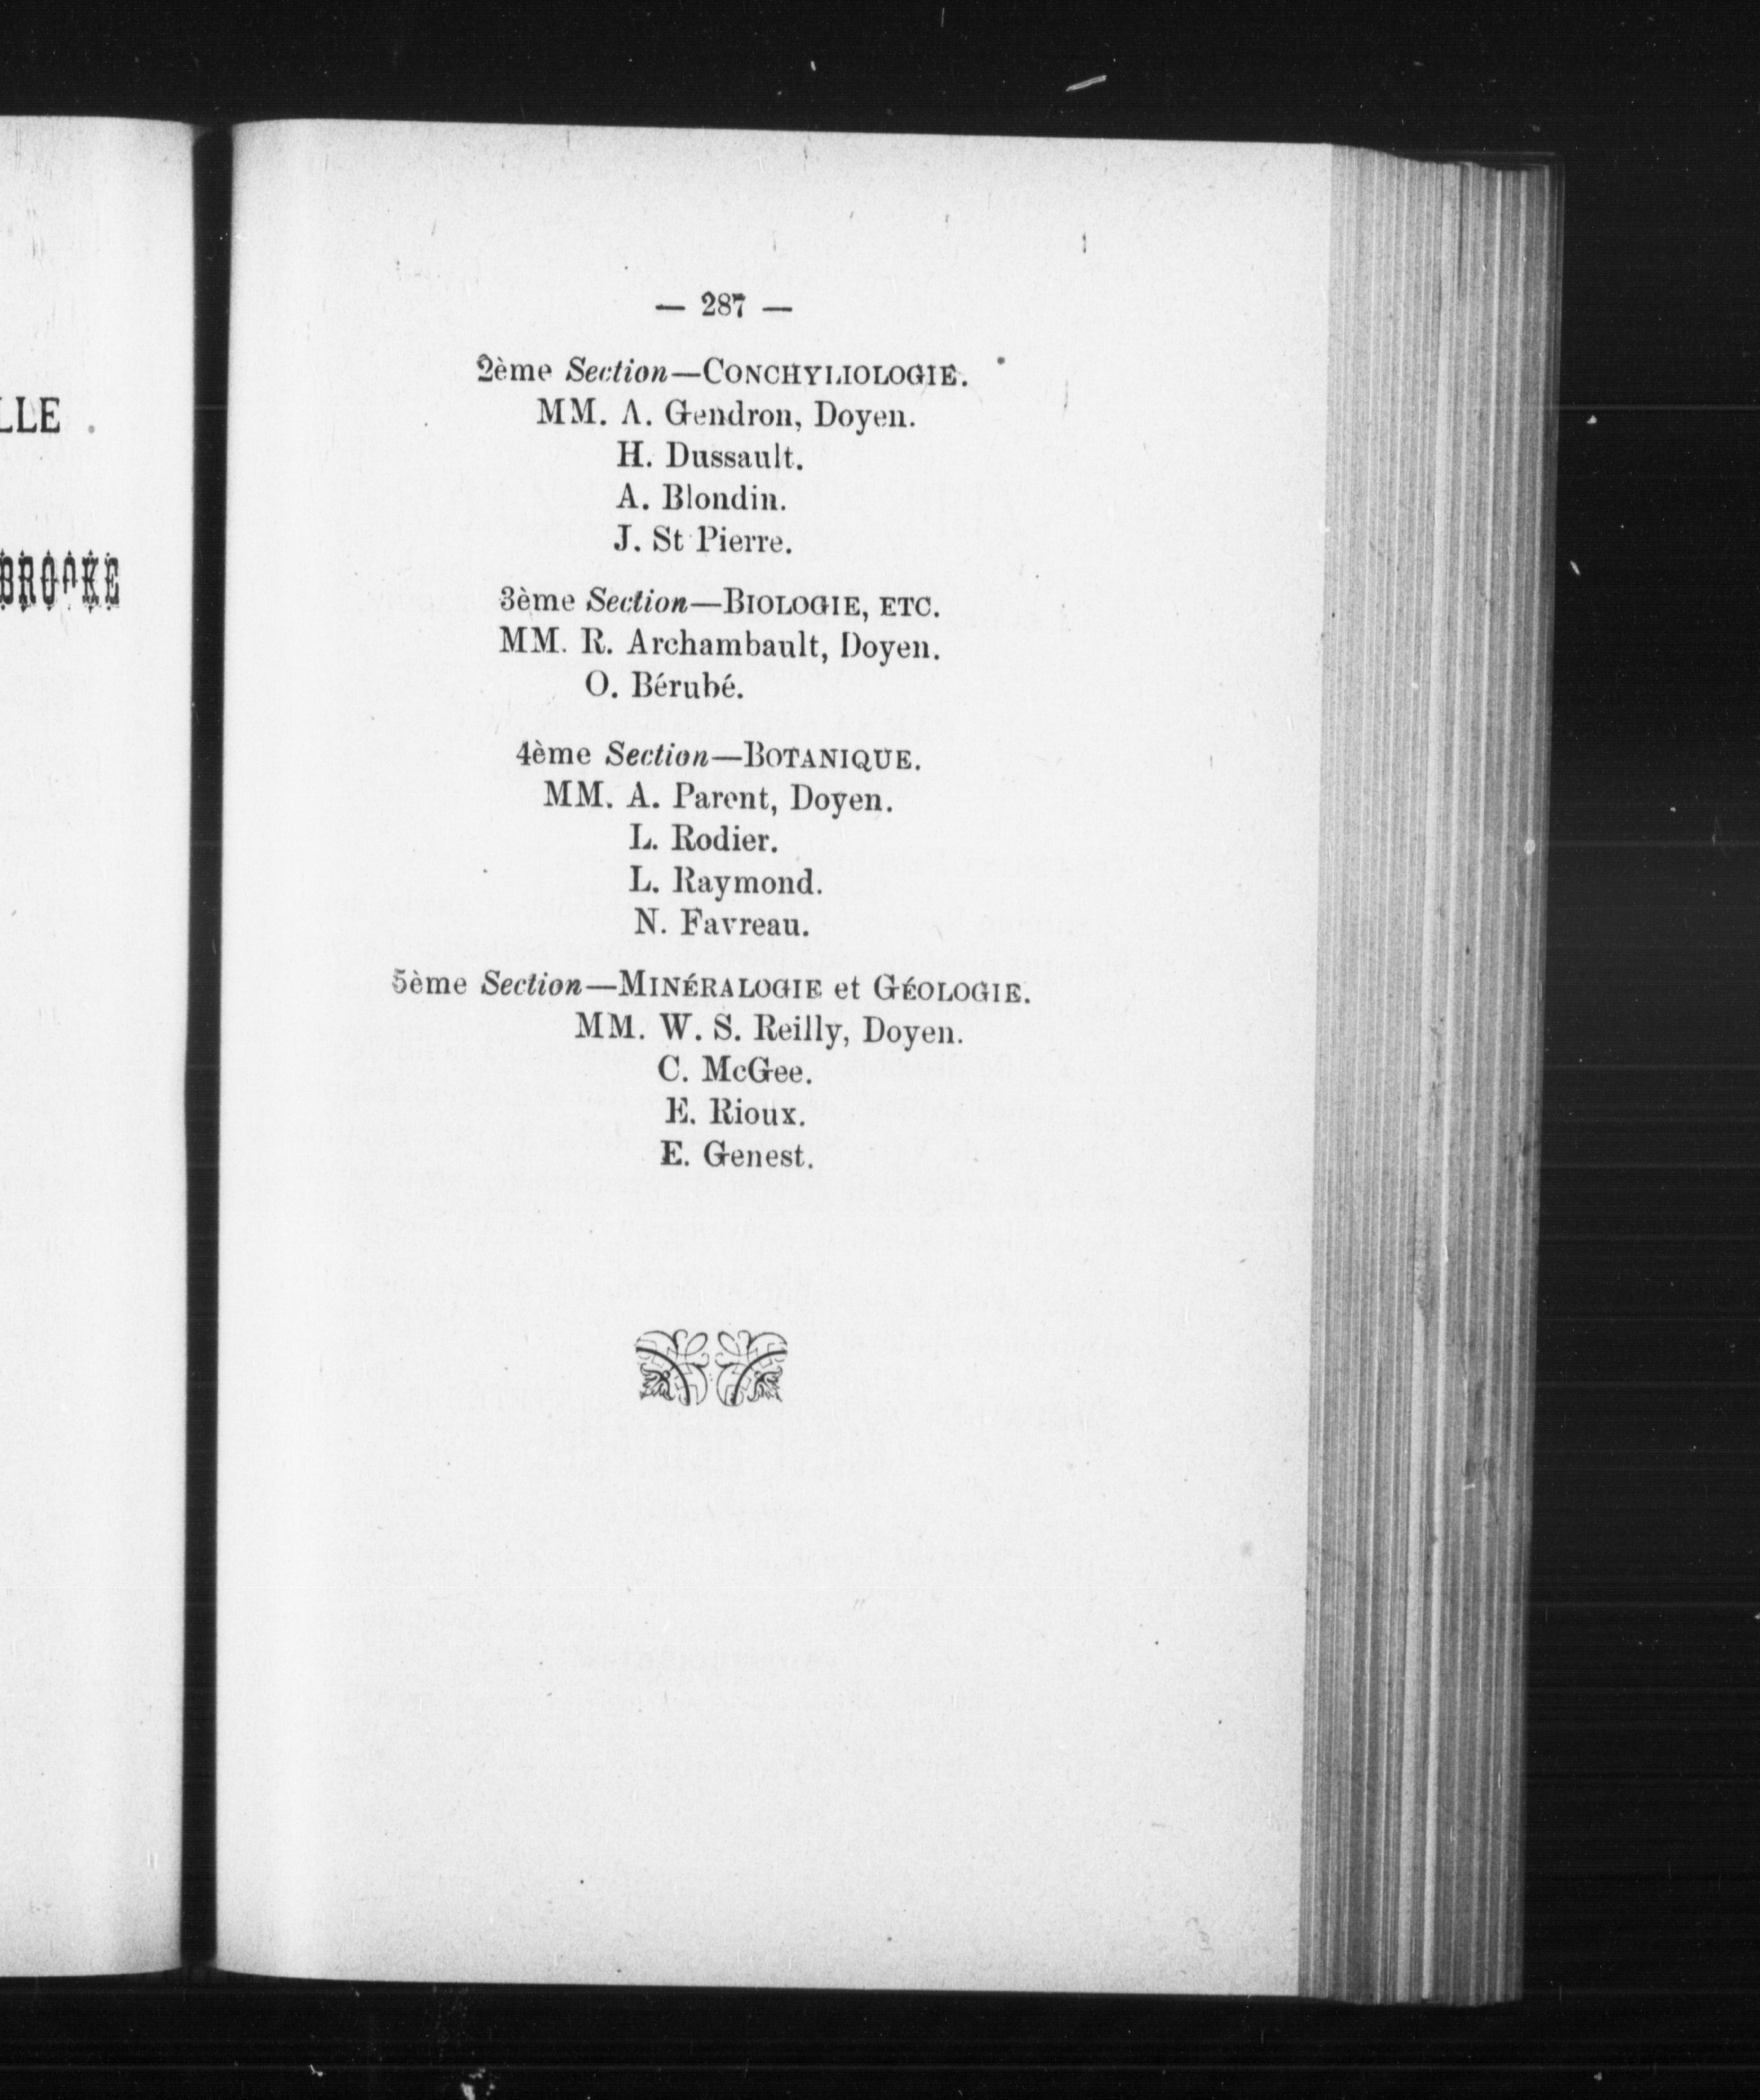 LLE .
BROOKE
— 287 —
2ème Section—CONCHYLIOLOGIE.
MM. A. Gendron, Doyen.
H. Dussault.
A. Blondin.
J. St Pierre.
3ème Section—BIOLOGIE, ETC.
MM. R. Archambault, Doyen.
O. Bérubé.
4ème Section—BOTANIQUE.
MM. A. Parent, Doyen.
L. Rodier.
L. Raymond.
N. Favreau.
5ème Section—MINÉRALOGIE et GÉOLOGIE.
MM. W. S. Reilly, Doyen.
C. McGee.
E. Rioux.
E. Genest.